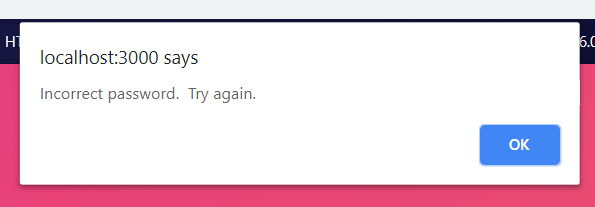 localhost:3000 says
Incorrect password.  Try again.
OK